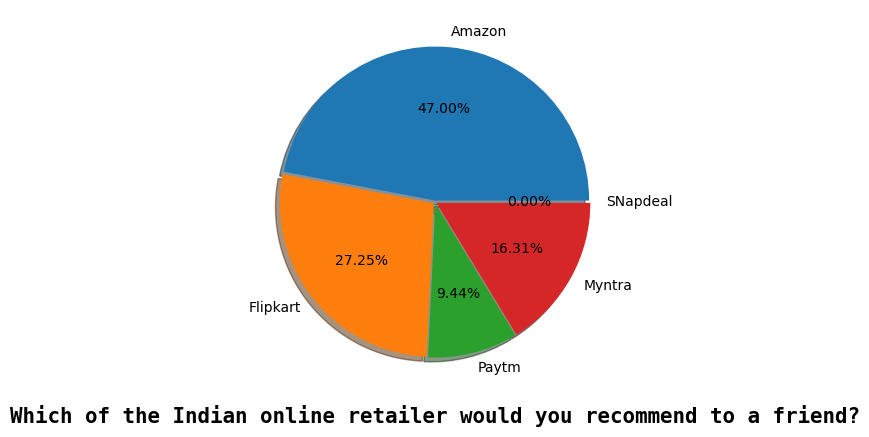 Amazon
47.00%
0.00%
SNapdeal
16.31%
27.25%
Myntra
9.44%
Flipkart
Paytm
Which of the Indian online retailer would you recommend to a friend?